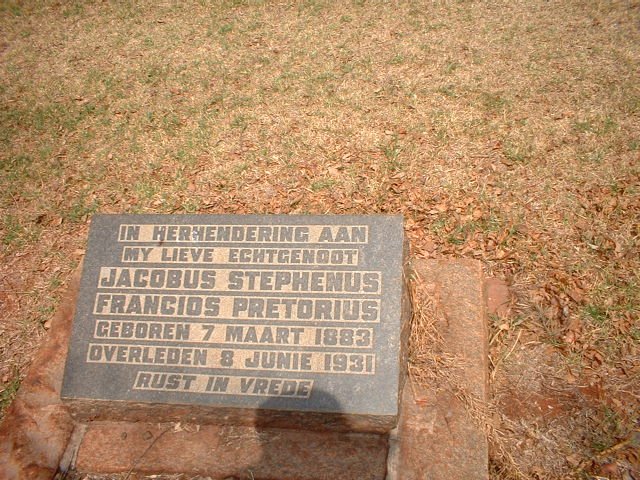 IN HERHENDERING AAN
MY LIEVE ECHTGENOOT
JACOBUS STEPHENUS
FRANCIOS PRETORIUS
GEBOREN 7 MAART 1883
OVERLEDEN 8 JUNIE 1931
RUST IN VREDE